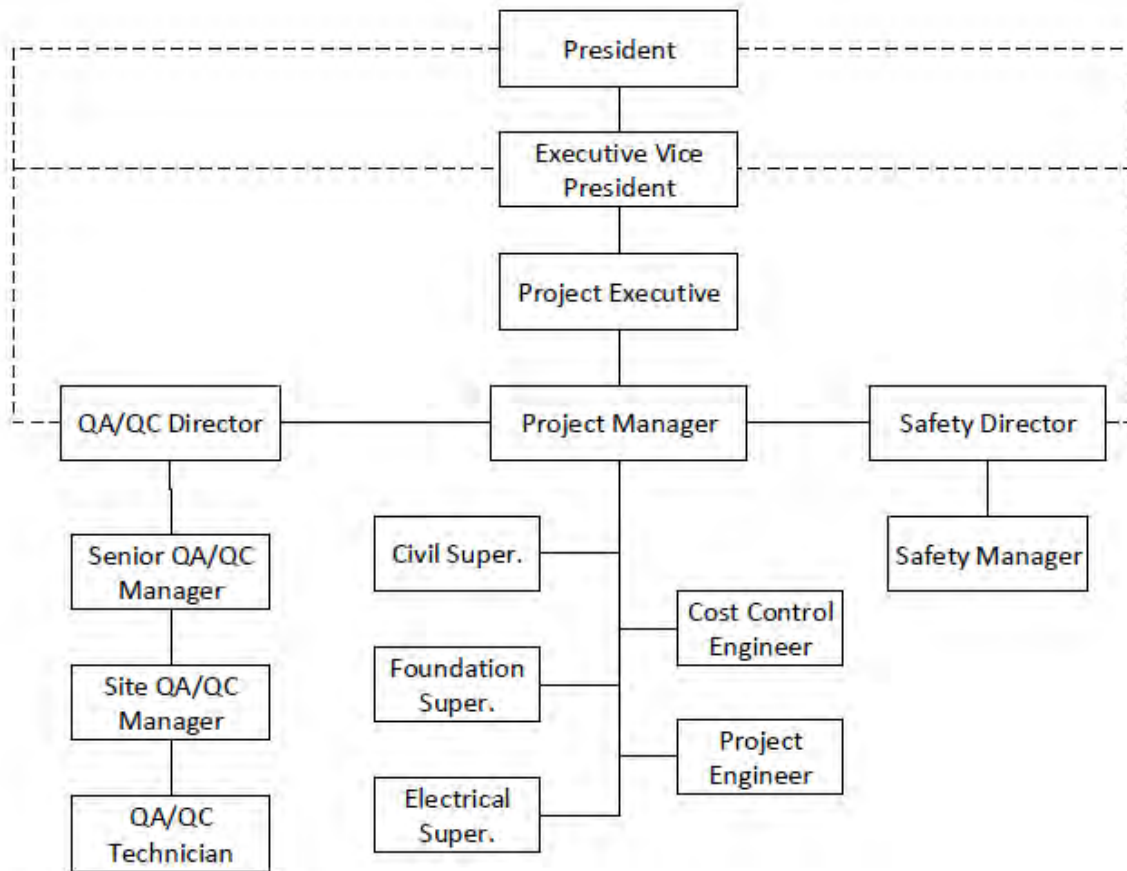 President
Executive Vice
President
Project Executive
QA/QC Director
Project Manager
Safety Director
Senior QA/QC
Manager
Civil Super.
Safety Manager
Cost Control
Engineer
Site QA/QC
Manager
Foundation
Super.
Project
Engineer
QA/QC
Technician
Electrical
Super.